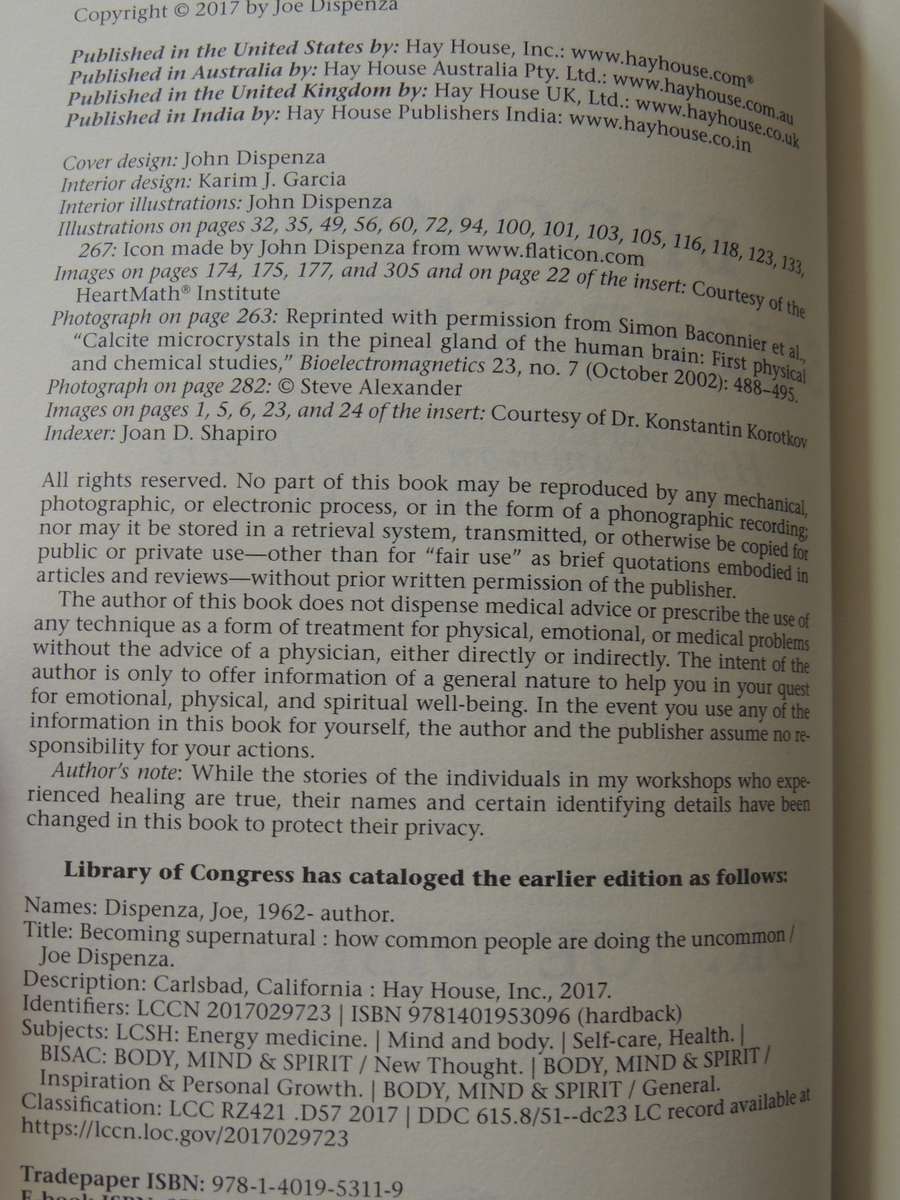 Copyright © 2017 by Joe Dispenza
Published in the United States by: Hay House, Inc.: www.hayhouse.com®
Published in Australia by: Hay House Australia Pty. Ltd.: www.hayhouse.com.au
Published in the United Kingdom by: Hay House UK, Ltd.: www.hayhouse.co.uk
Published in India by: Hay House Publishers India: www.hayhouse.co.in
Cover design: John Dispenza
Interior design: Karim J. Garcia
Interior illustrations: John Dispenza
Illustrations on pages 32, 35, 49, 56, 60, 72, 94, 100, 101, 103, 105, 116, 118, 123, 133,
267: Icon made by John Dispenza from www.flaticon.com
Images on pages 174, 175, 177, and 305 and on page 22 of the insert: Courtesy of the
HeartMath® Institute
Photograph on page 263: Reprinted with permission from Simon Baconnier et al.,
“Calcite microcrystals in the pineal gland of the human brain: First physical
and chemical studies,” Bioelectromagnetics 23, no. 7 (October 2002): 488–495.
Photograph on page 282: © Steve Alexander
Images on pages 1, 5, 6, 23, and 24 of the insert: Courtesy of Dr. Konstantin Korotkov
Indexer: Joan D. Shapiro
All rights reserved. No part of this book may be reproduced by any mechanical,
photographic, or electronic process, or in the form of a phonographic recording;
nor may it be stored in a retrieval system, transmitted, or otherwise be copied for
public or private use—other than for “fair use” as brief quotations embodied in
articles and reviews—without prior written permission of the publisher.
The author of this book does not dispense medical advice or prescribe the use of
any technique as a form of treatment for physical, emotional, or medical problems
without the advice of a physician, either directly or indirectly. The intent of the
author is only to offer information of a general nature to help you in your quest
for emotional, physical, and spiritual well-being. In the event you use any of the
information in this book for yourself, the author and the publisher assume no re-
sponsibility for your actions.
Author’s note: While the stories of the individuals in my workshops who expe-
rienced healing are true, their names and certain identifying details have been
changed in this book to protect their privacy.
Library of Congress has cataloged the earlier edition as follows:
Names: Dispenza, Joe, 1962- author.
Title: Becoming supernatural : how common people are doing the uncommon /
Joe Dispenza.
Description: Carlsbad, California : Hay House, Inc., 2017.
Identifiers: LCCN 2017029723 | ISBN 9781401953096 (hardback)
Subjects: LCSH: Energy medicine. | Mind and body. | Self-care, Health. |
BISAC: BODY, MIND & SPIRIT / New Thought. | BODY, MIND & SPIRIT /
Inspiration & Personal Growth. | BODY, MIND & SPIRIT / General.
Classification: LCC RZ421 .D57 2017 | DDC 615.8/51--dc23 LC record available at
https://lccn.loc.gov/2017029723
Tradepaper ISBN: 978-1-4019-5311-9